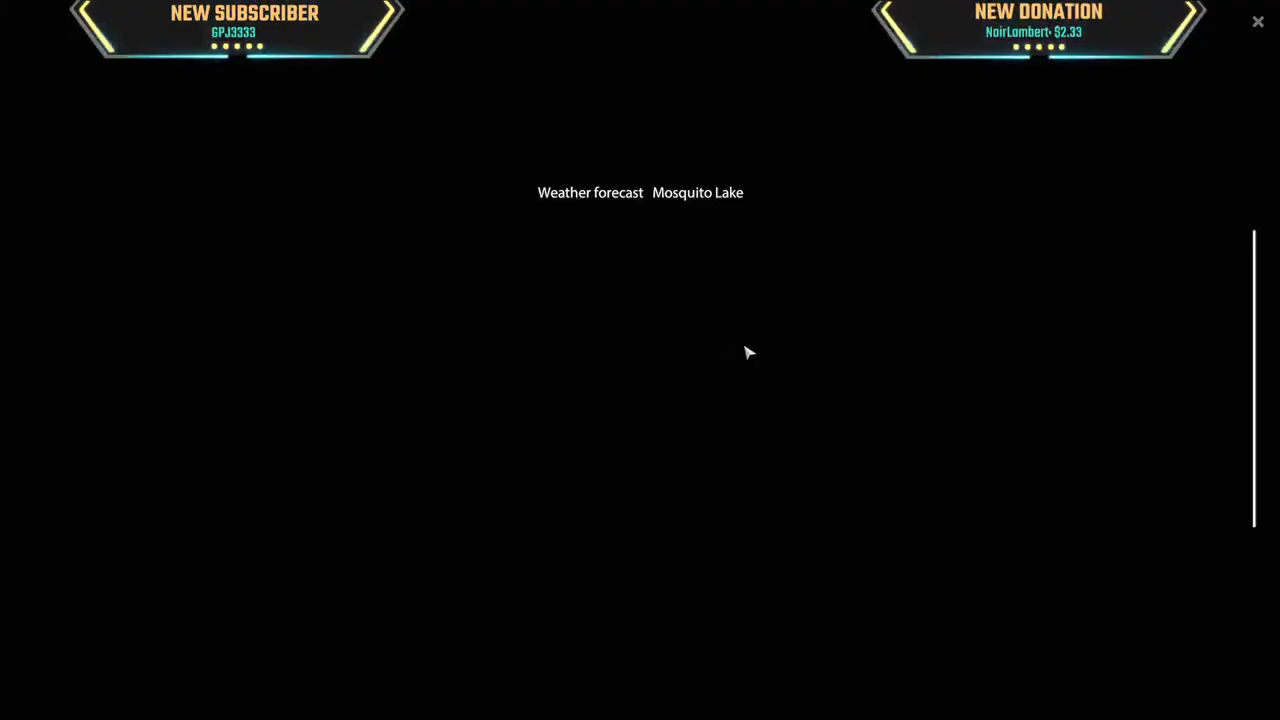 NEW SUBSCRIBER
GPJ3333
NEW DONATION
NoirLambert• $2.33
Weather forecast Mosquito Lake